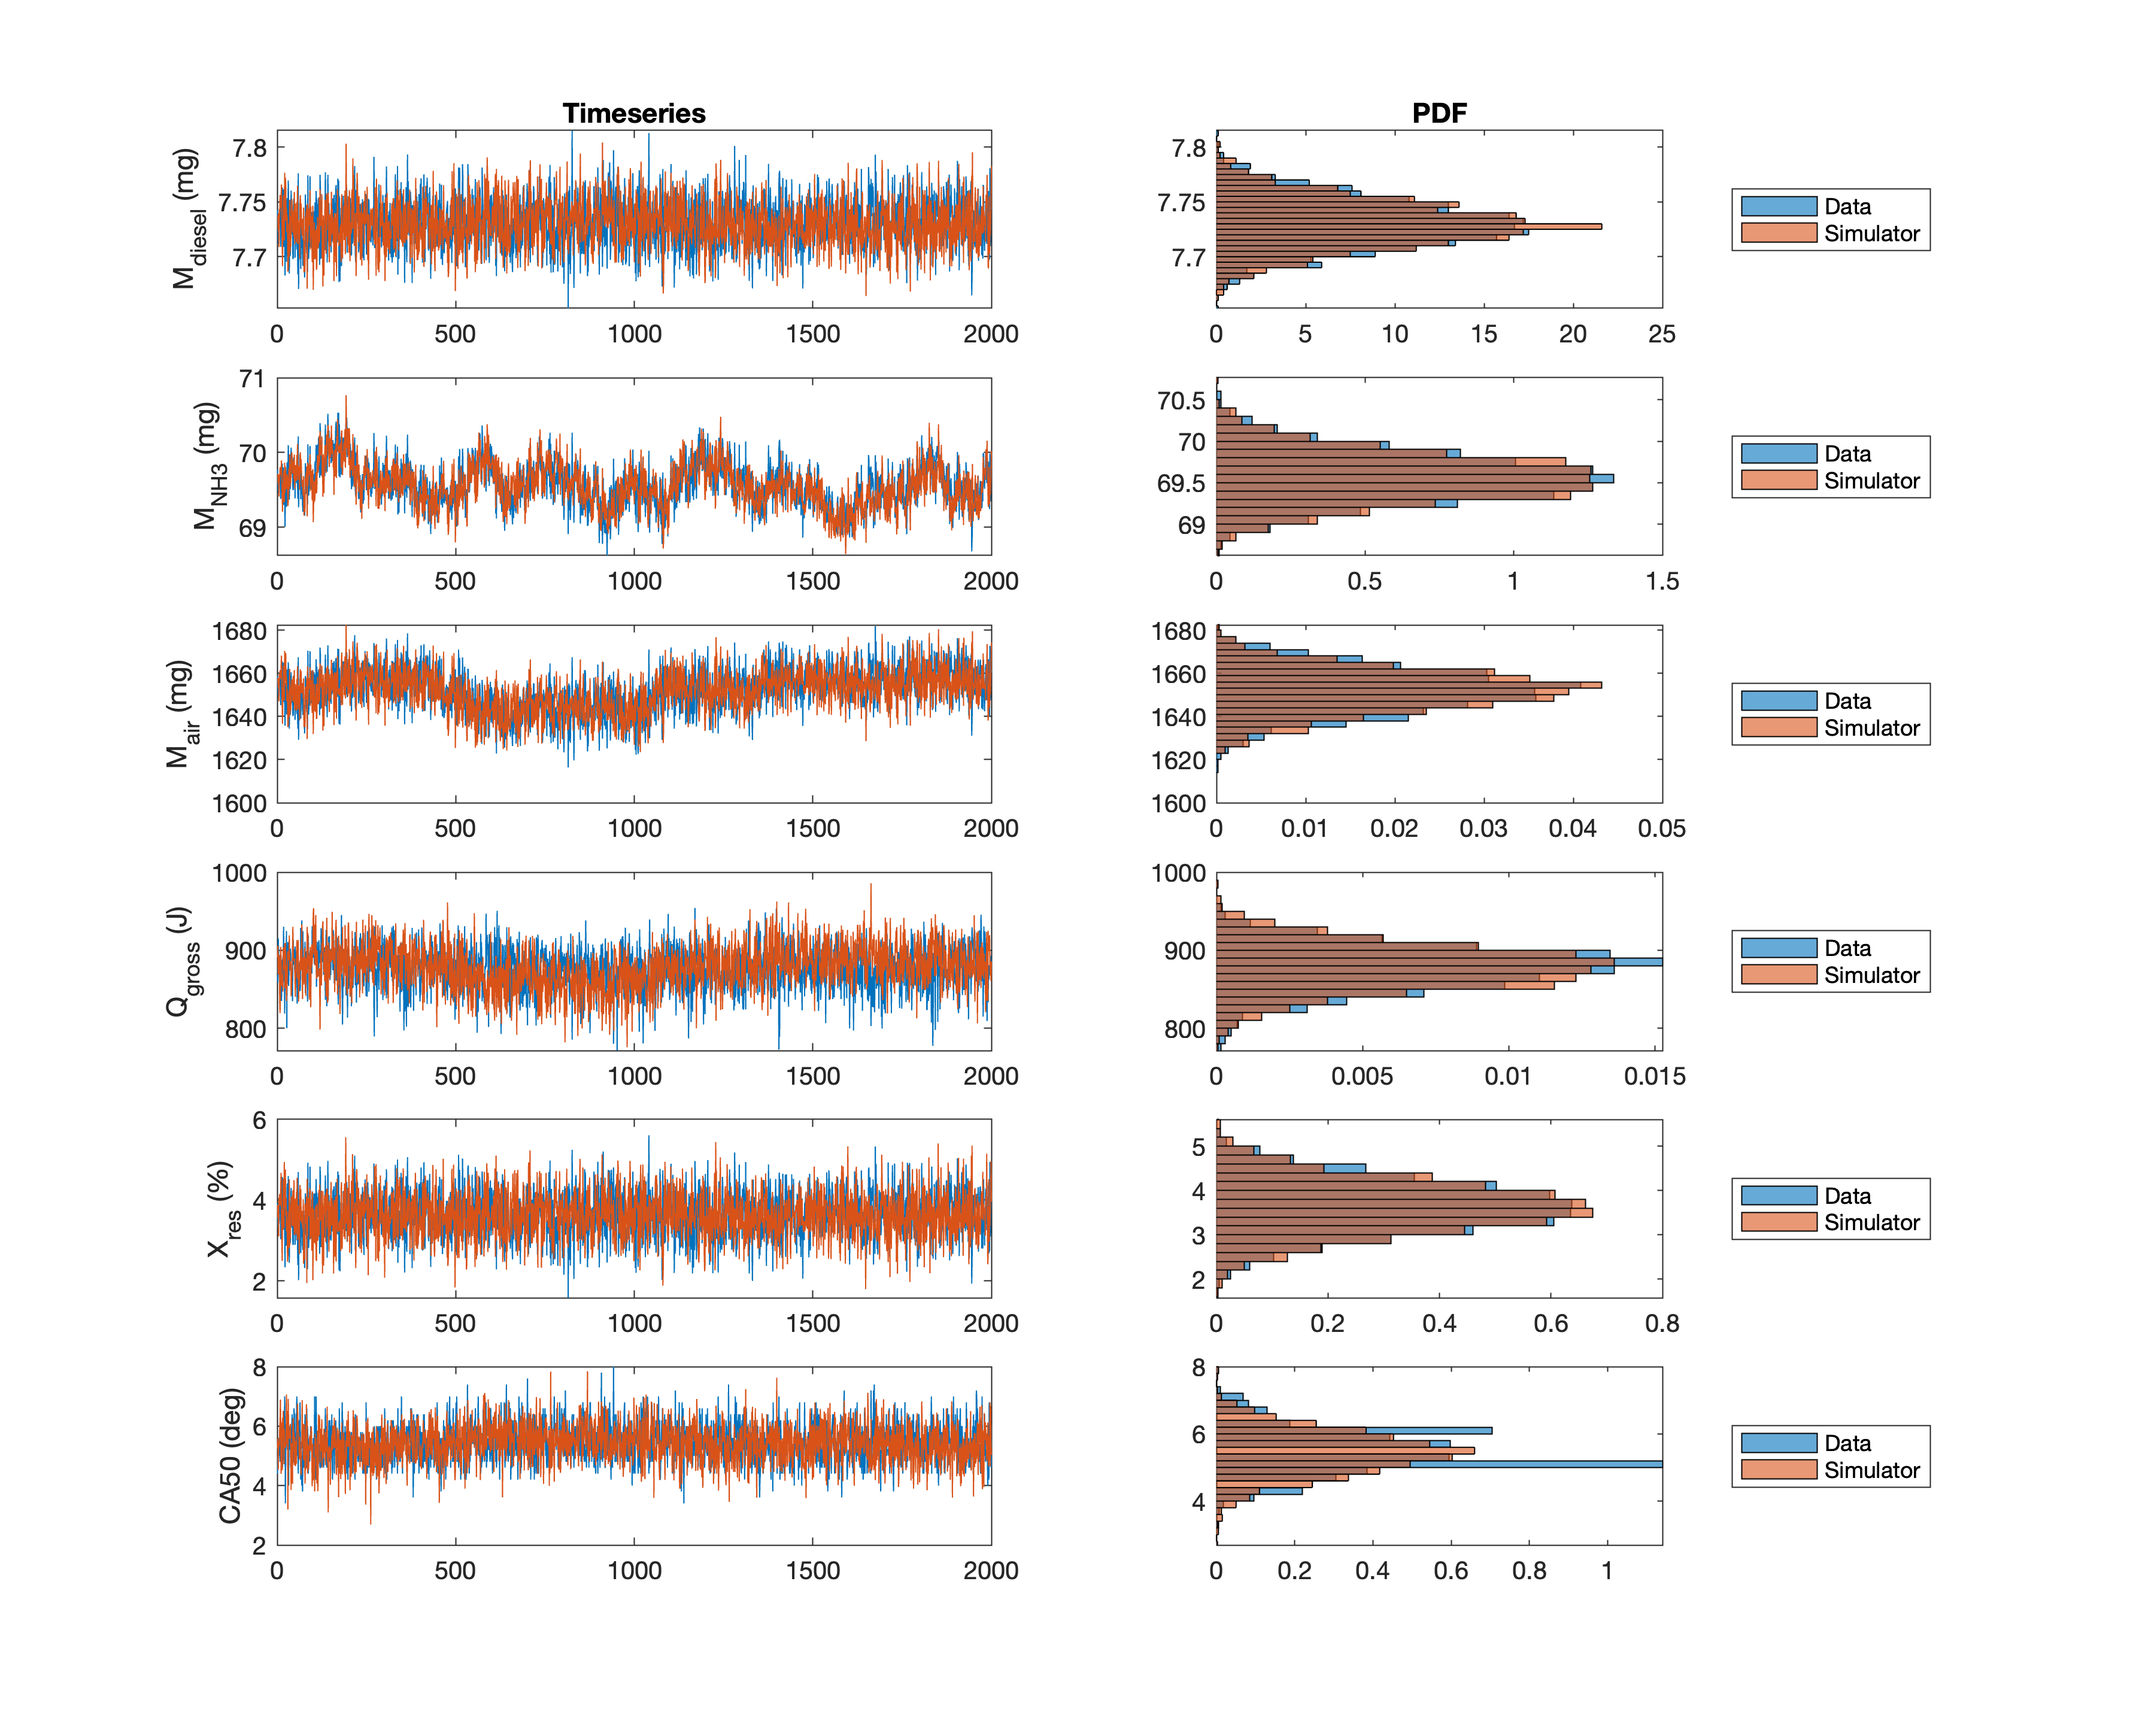 Timeseries
PDF
M_diesel (mg)
7.8
7.75
7.7
0 500 1000 1500 2000
7.8
7.75
7.7
0 5 10 15 20 25
Data
Simulator
M_NH3 (mg)
71
70
69
0 500 1000 1500 2000
70.5
70
69.5
69
0 0.5 1 1.5
Data
Simulator
M_air (mg)
1680
1660
1640
1620
1600
0 500 1000 1500 2000
1680
1660
1640
1620
1600
0 0.01 0.02 0.03 0.04 0.05
Data
Simulator
Q_gross (J)
1000
900
800
0 500 1000 1500 2000
1000
900
800
0 0.005 0.01 0.015
Data
Simulator
X_res (%)
6
4
2
0 500 1000 1500 2000
5
4
3
2
0 0.2 0.4 0.6 0.8
Data
Simulator
CA50 (deg)
8
6
4
2
0 500 1000 1500 2000
8
6
4
0 0.2 0.4 0.6 0.8 1
Data
Simulator